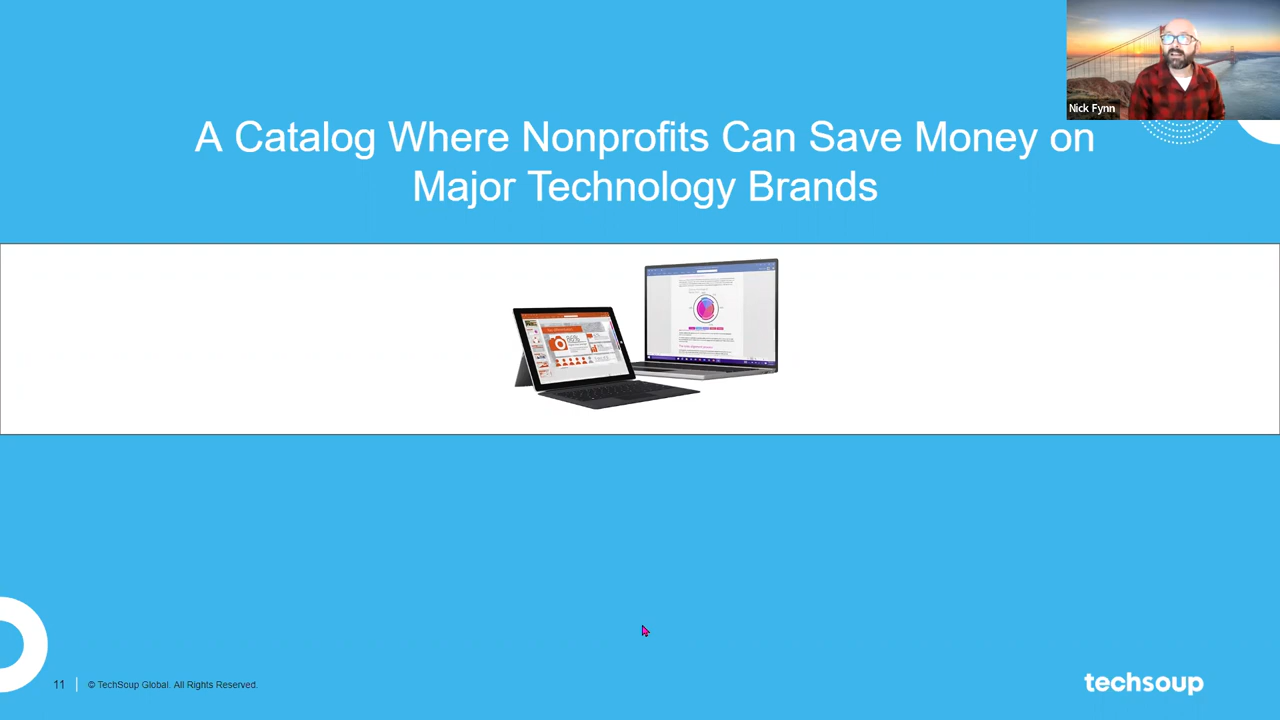 Nick Fynn
A Catalog Where Nonprofits Can Save Money on
Major Technology Brands
86%
11
© TechSoup Global. All Rights Reserved.
techsoup